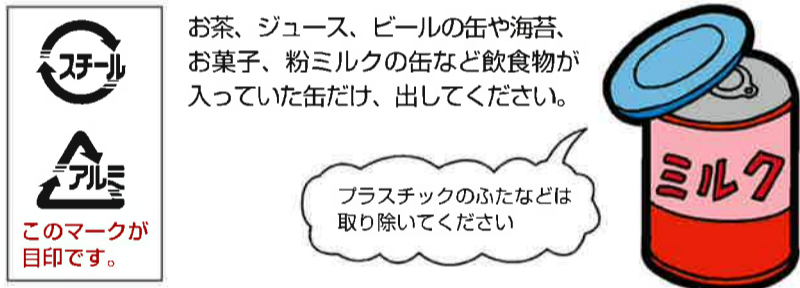 スチール
アルミ
このマークが
目印です。
お茶、ジュース、ビールの缶や海苔、
お菓子、粉ミルクの缶など飲食物が
入っていた缶だけ、出してください。
プラスチックのふたなどは
取り除いてください
ミルク